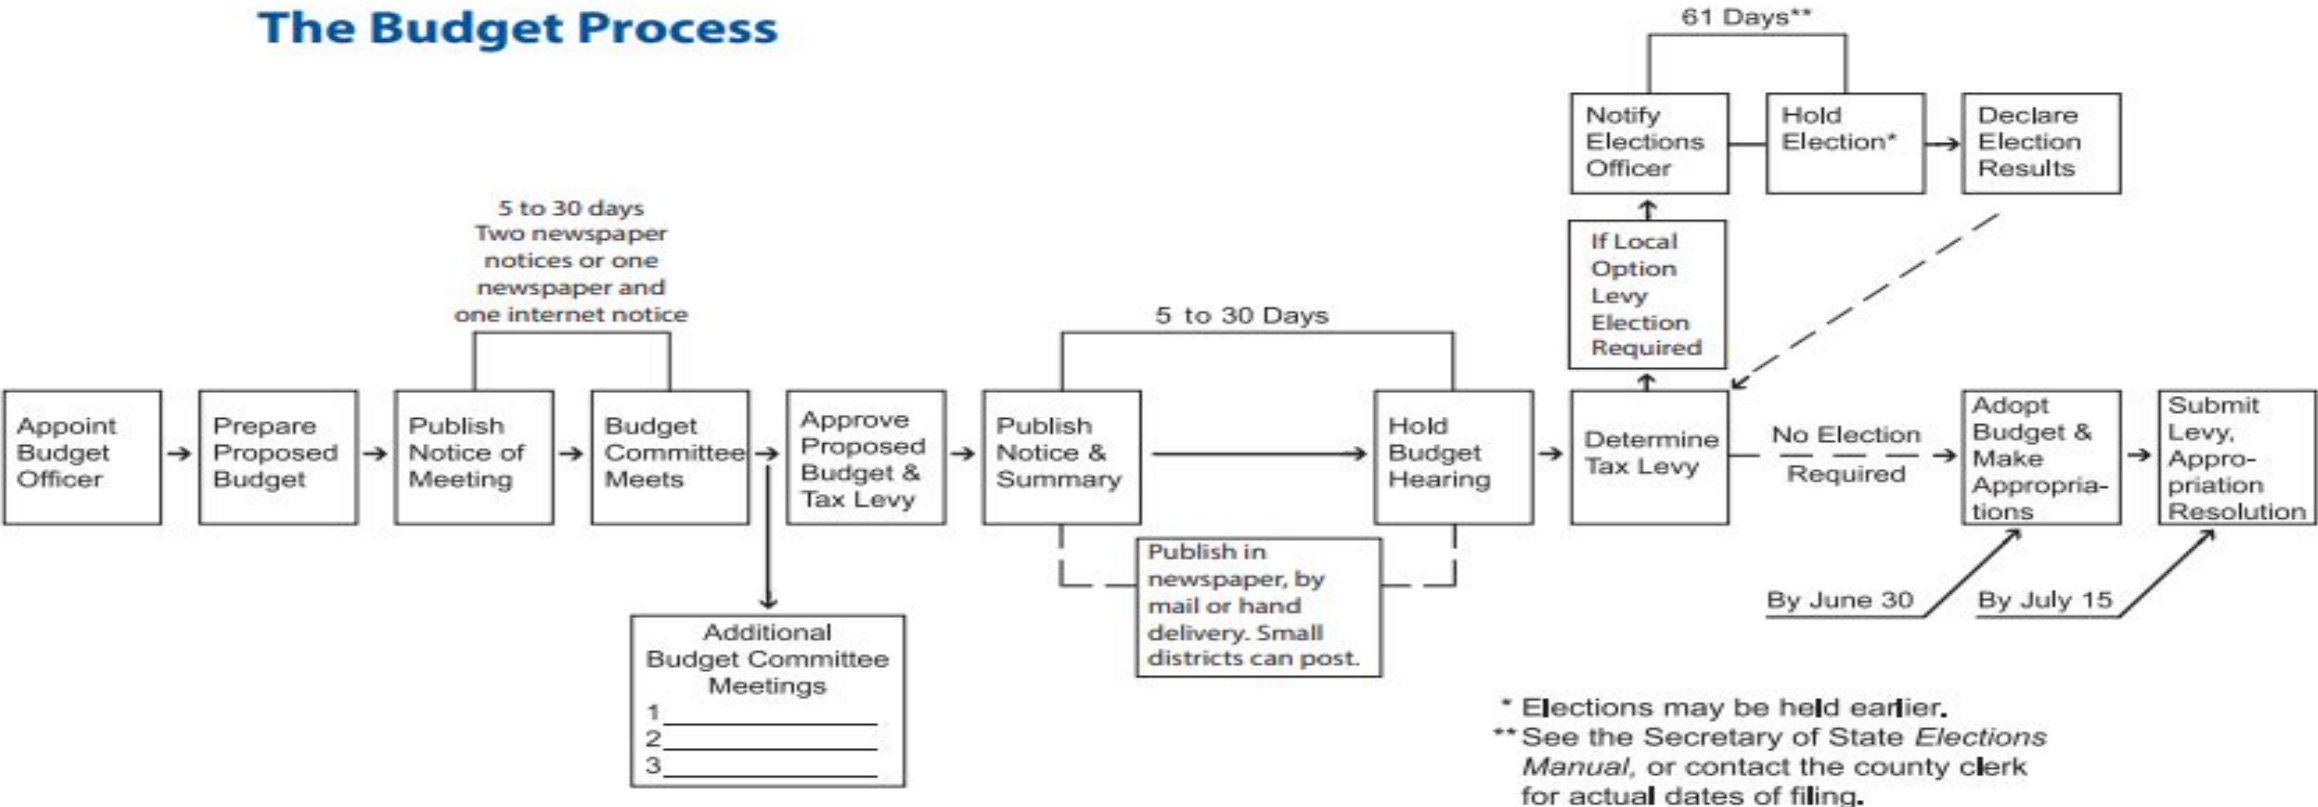 The Budget Process
61 Days**
Notify
Elections
Officer
Hold
Election*
Declare
Election
Results
5 to 30 days
Two newspaper
notices or one
newspaper and
one internet notice
If Local
Option
Levy
Election
Required
5 to 30 Days
Appoint
Budget
Officer
Prepare
Proposed
Budget
Publish
Notice of
Meeting
Budget
Committee
Meets
Approve
Proposed
Budget &
Tax Levy
Publish
Notice &
Summary
Hold
Budget
Hearing
Determine
Tax Levy
No Election
Required
Adopt
Budget &
Make
Appropria-
tions
Submit
Levy,
Appro-
priation
Resolution
Publish in
newspaper, by
mail or hand
delivery. Small
districts can post.
By June 30
By July 15
Additional
Budget Committee
Meetings
1
2
3
* Elections may be held earlier.
** See the Secretary of State Elections
Manual, or contact the county clerk
for actual dates of filing.